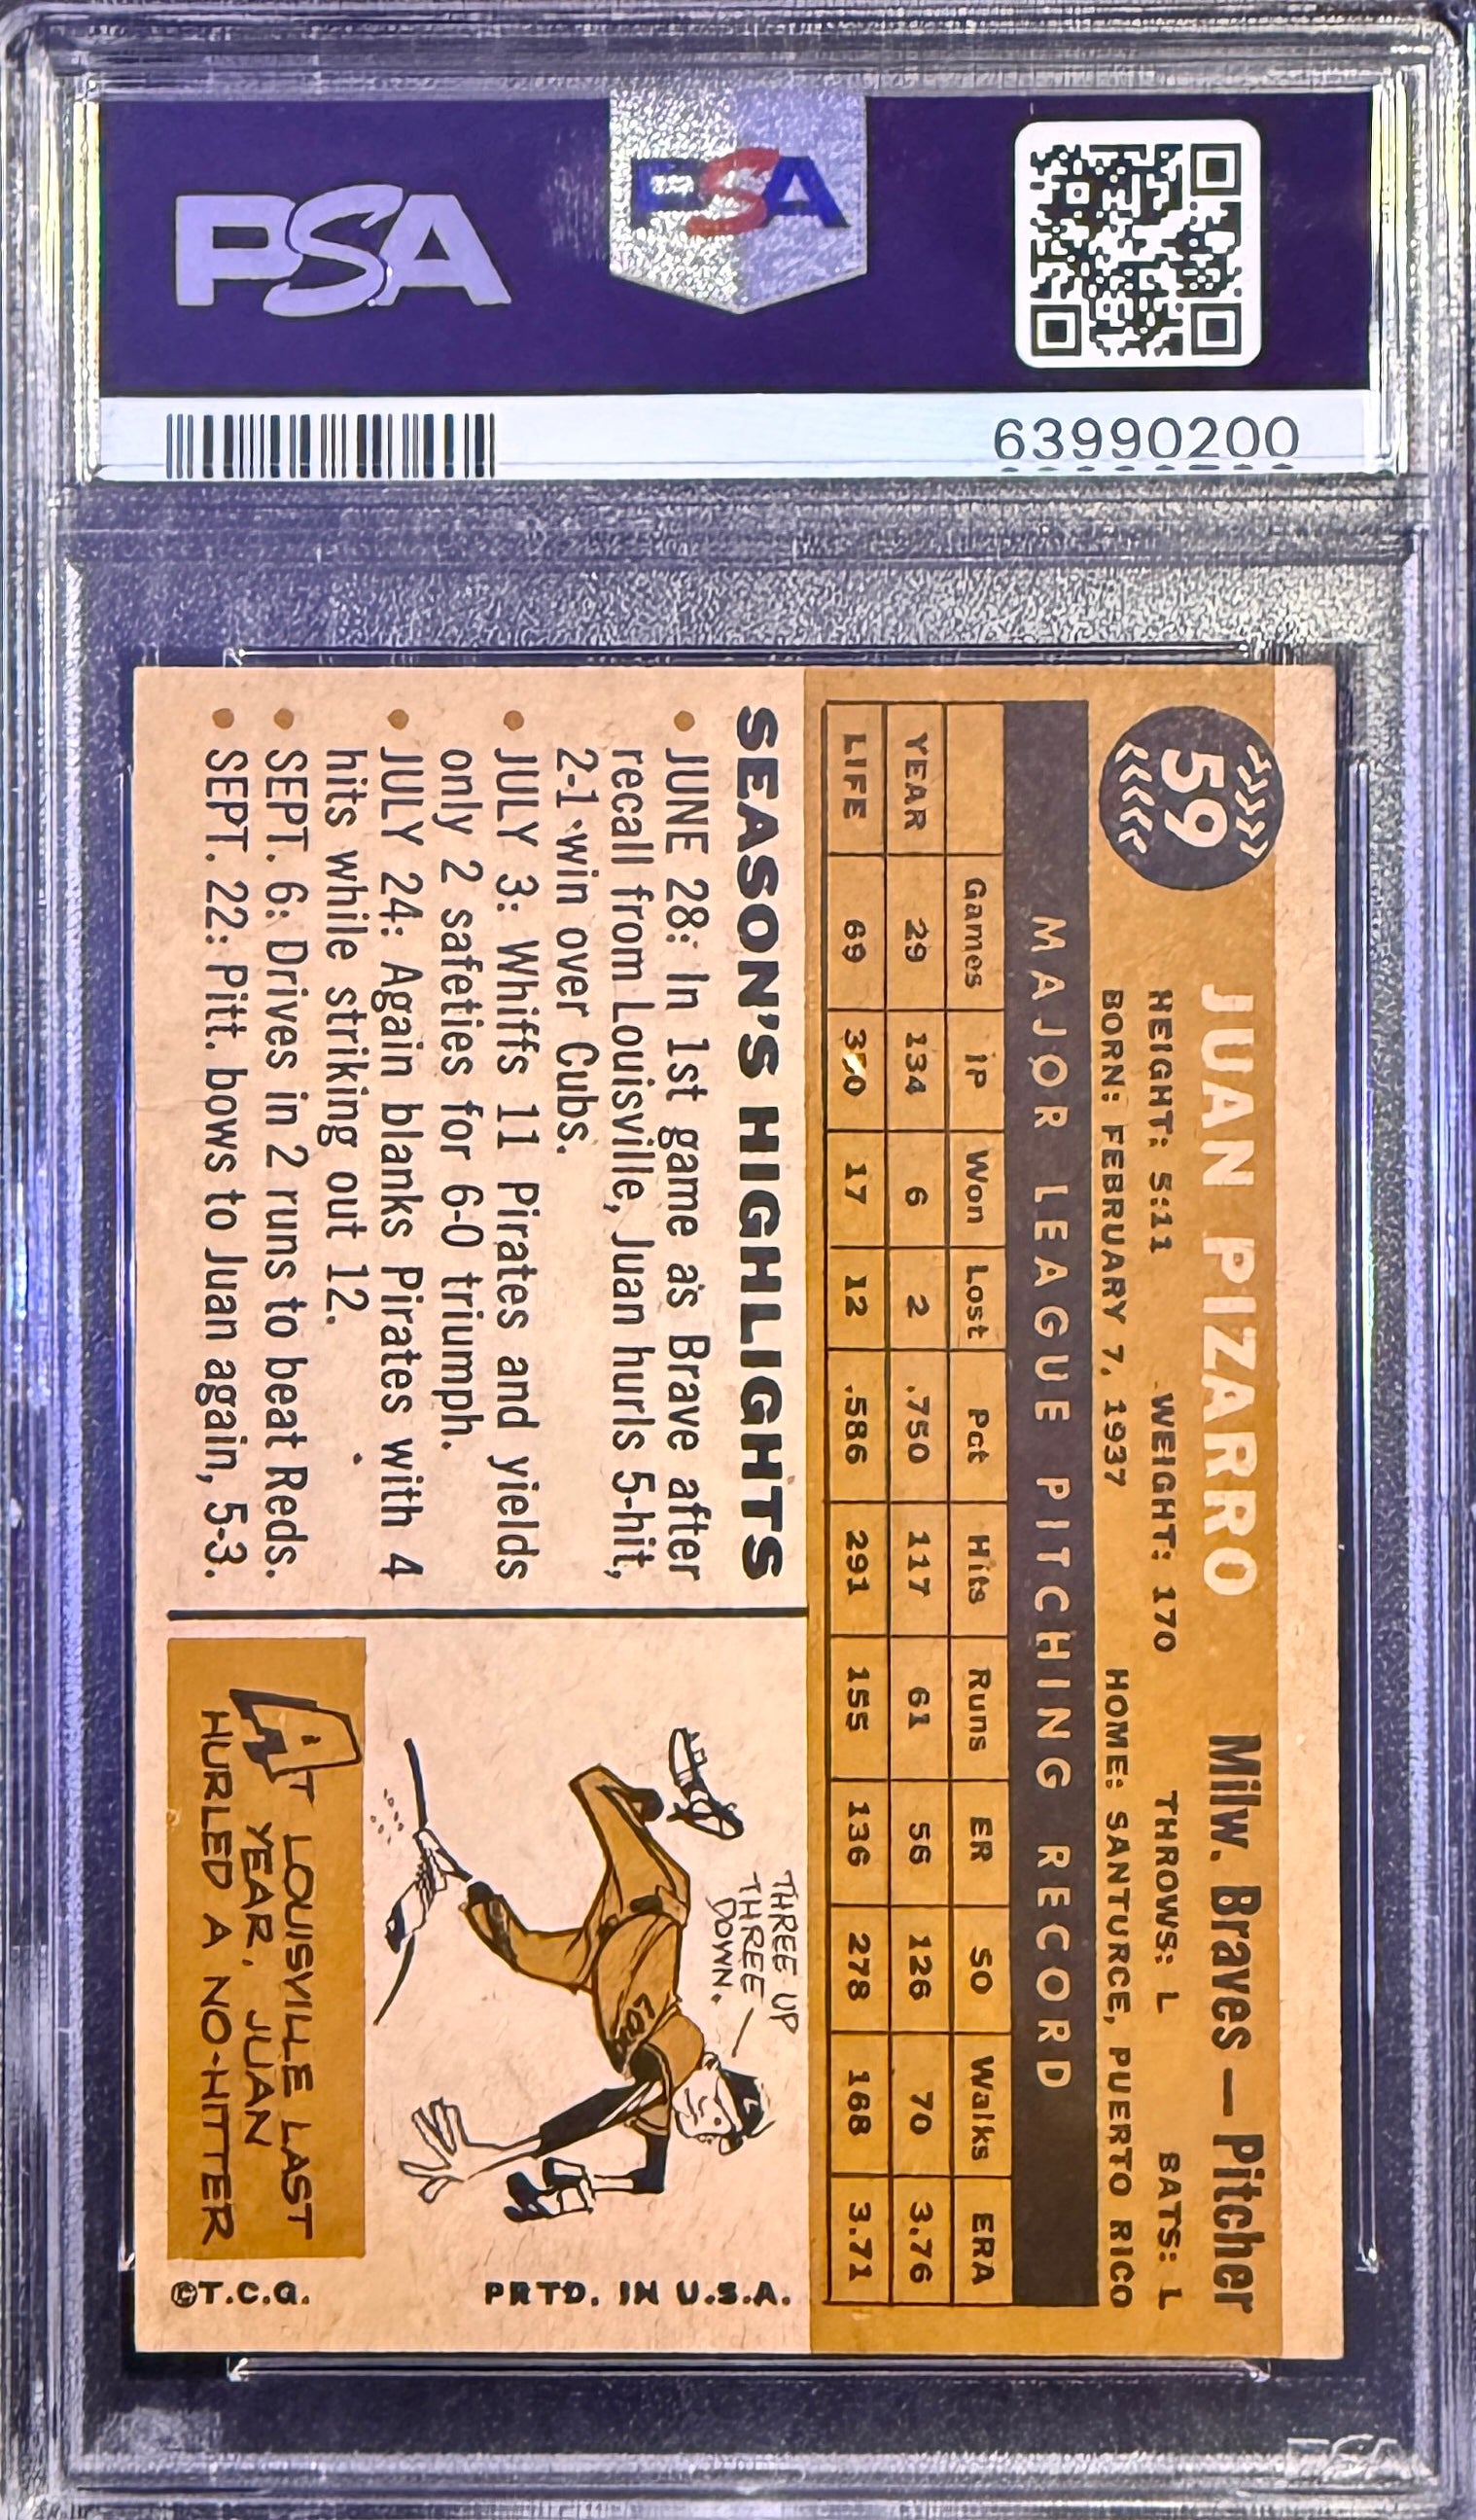 PSA
PSA
63990200
59
JUAN PIZARRO Milw. Braves — Pitcher
HEIGHT: 5:11 WEIGHT: 170 THROWS: L BATS: L
BORN: FEBRUARY 7, 1937 HOME: SANTURCE, PUERTO RICO
MAJOR LEAGUE PITCHING RECORD
Games IP Won Lost Pct Hits Runs ER SO Walks ERA
YEAR 29 134 6 2 .750 117 61 56 126 70 3.76
LIFE 69 17 12 .586 291 155 136 278 168 3.71
SEASON'S HIGHLIGHTS
• JUNE 28: In 1st game as Brave after
recall from Louisville, Juan hurls 5-hit,
2-1 win over Cubs.
• JULY 3: Whiffs 11 Pirates and yields
only 2 safeties for 6-0 triumph.
• JULY 24: Again blanks Pirates with 4
hits while striking out 12.
• SEPT. 6: Drives in 2 runs to beat Reds.
• SEPT. 22: Pitt. bows to Juan again, 5-3.
THREE UP
THREE —
DOWN.
L
AT LOUISVILLE LAST
YEAR, JUAN
HURLED A NO-HITTER
©T.C.G.
PRTD. IN U.S.A.